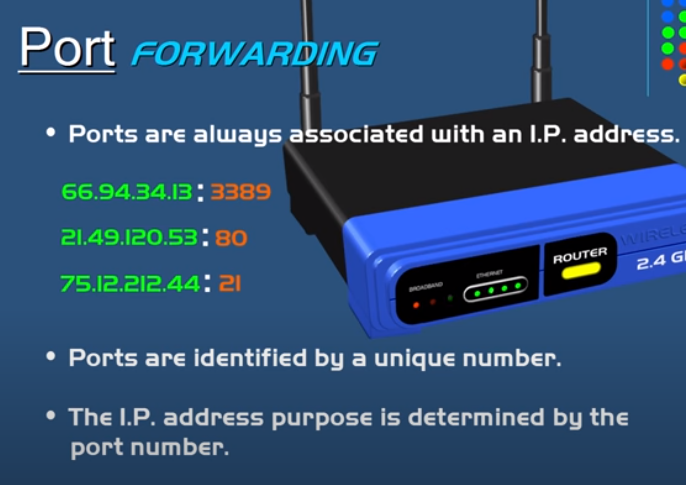 Port FORWARDING
• Ports are always associated with an I.P. address.
66.94.34.13:3389
21.49.120.53:80
75.12.212.44:21
BROADBAND
ETHERNET
ROUTER
2.4
• Ports are identified by a unique number.
• The I.P. address purpose is determined by the
port number.